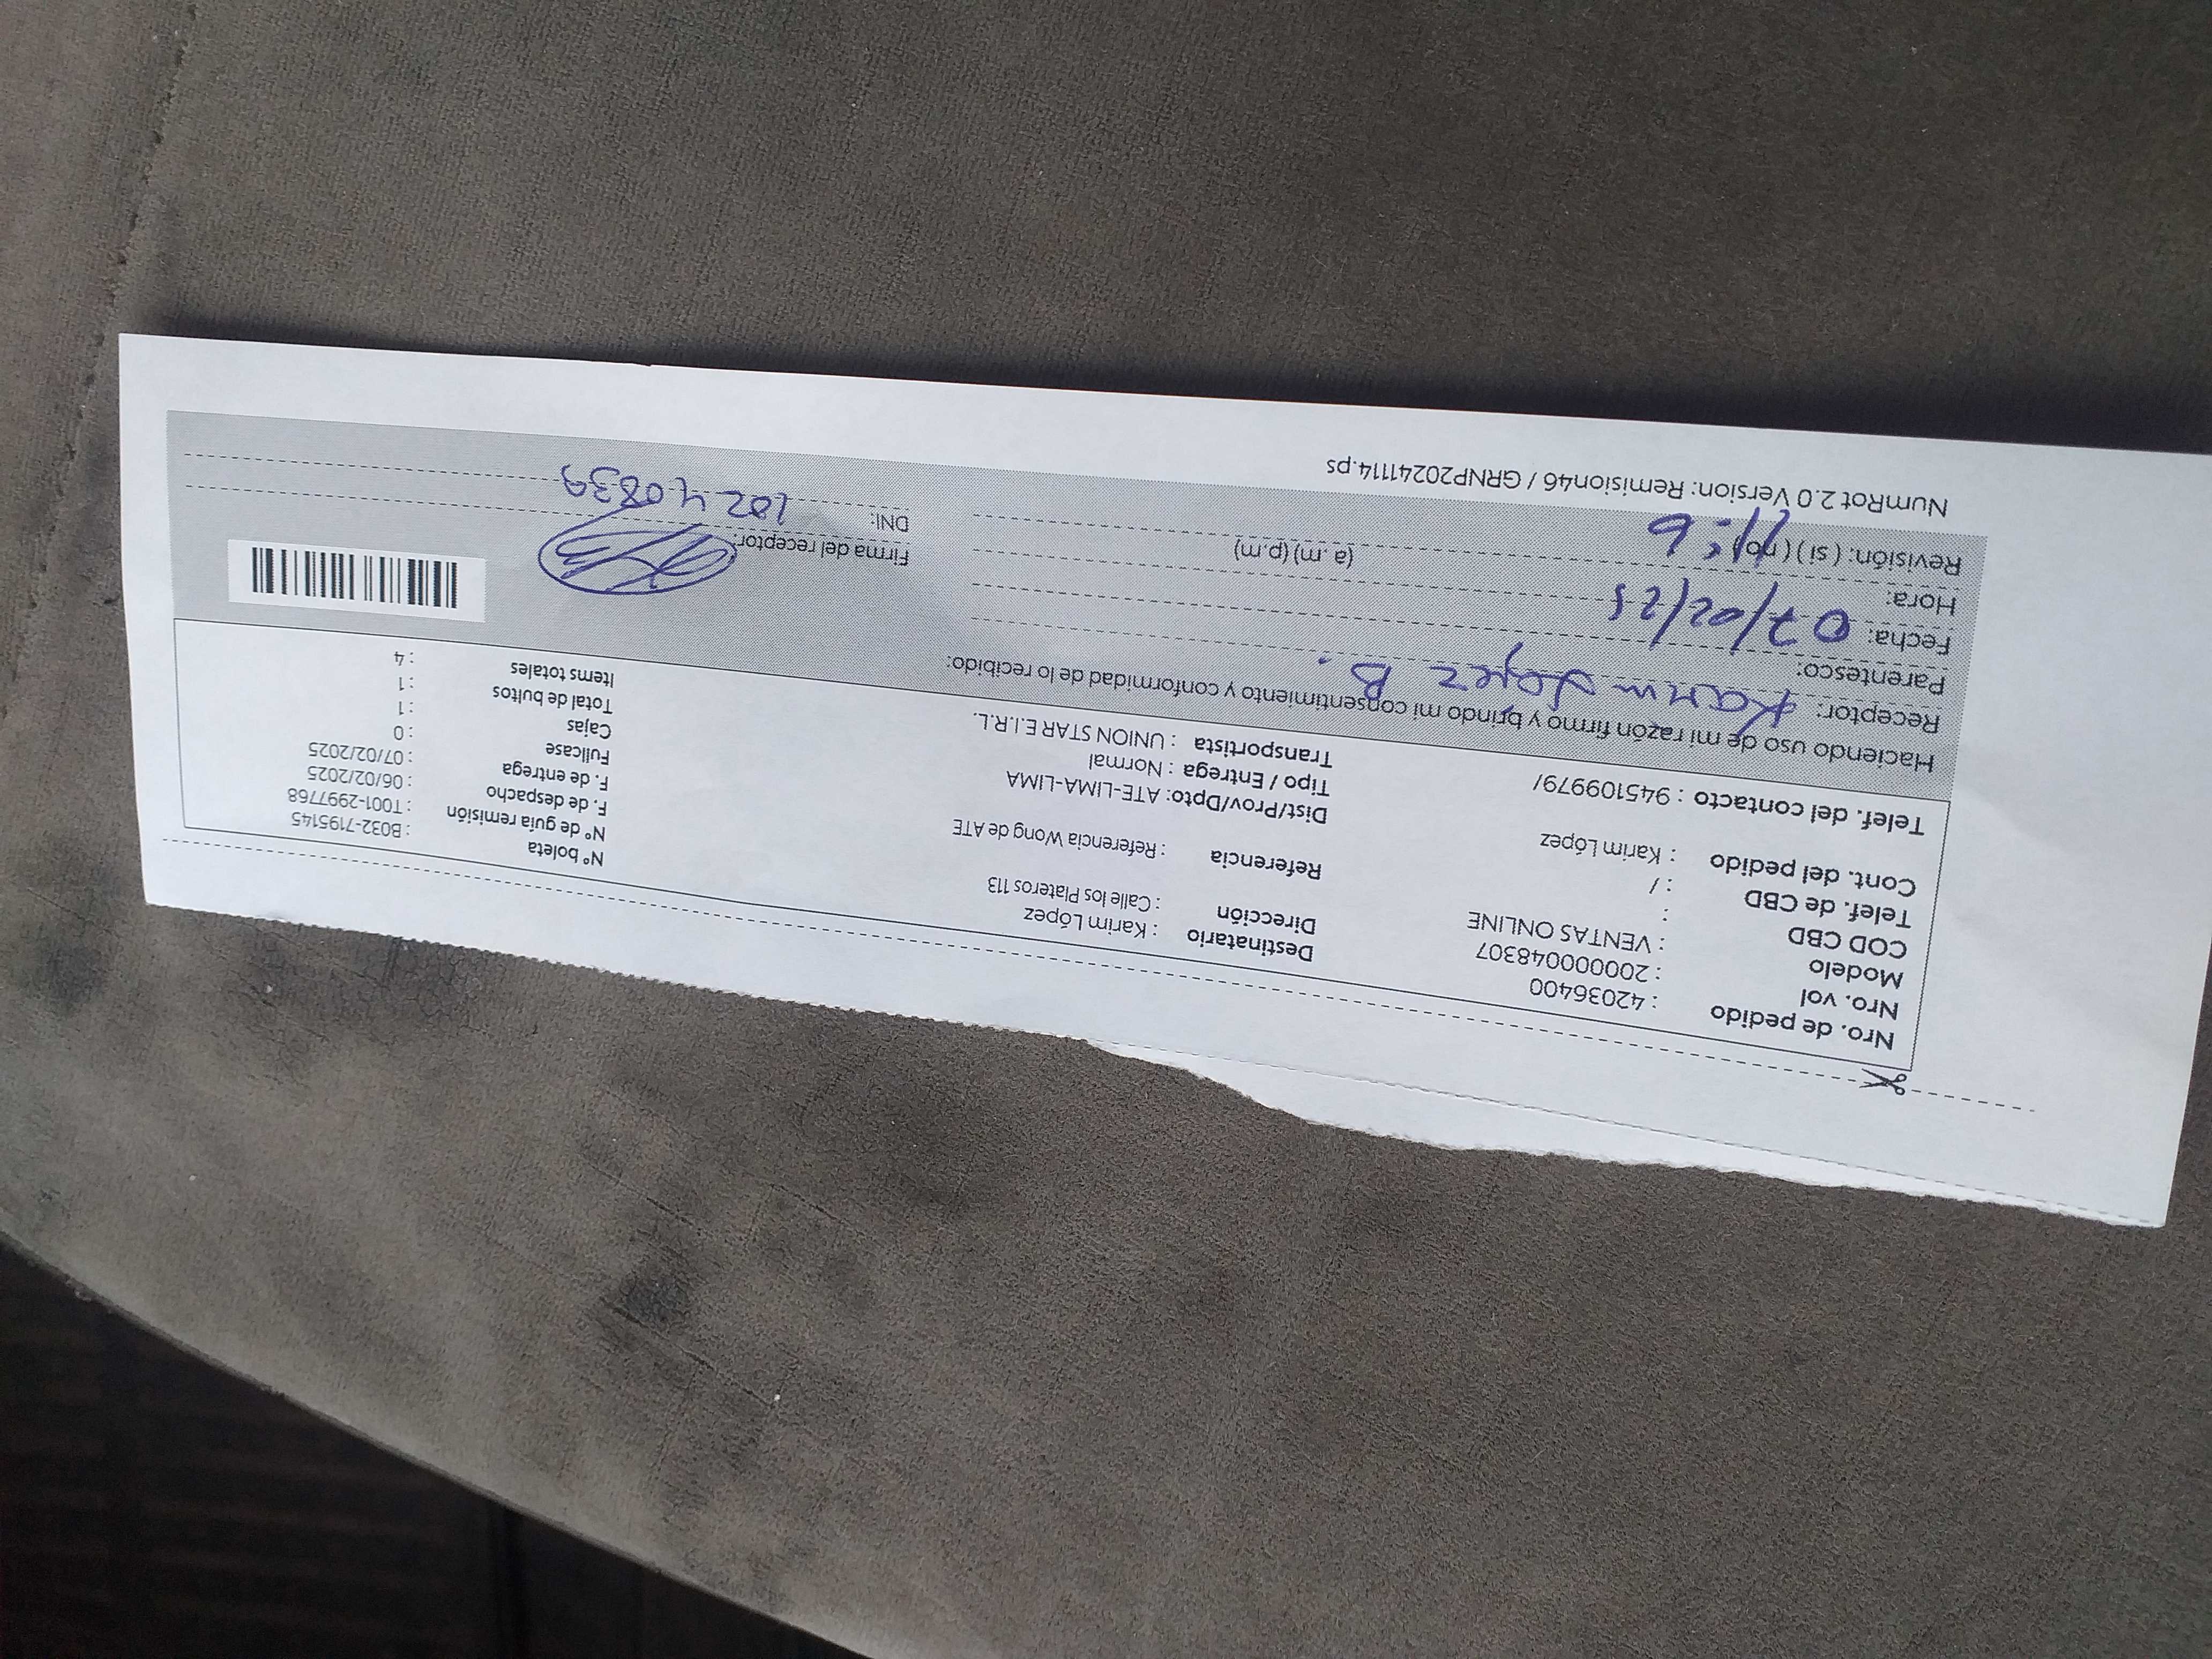 Nro. de pedido : 42036400
Nro. vol : 20000048307
Modelo : VENTAS ONLINE
COD CBD :
Telef. de CBD : /
Cont. del pedido : Karim López
Telef. del contacto : 945109979/
Destinatario : Karim López
Dirección : Calle los Plateros 113
Referencia : Referencia Wong de ATE
Dist/Prov/Dpto: ATE-LIMA-LIMA
Tipo / Entrega : Normal
Transportista : UNION STAR E.I.R.L.
Nº boleta : B032-7195145
Nº de guía remisión : T001-2997768
F. de despacho : 06/02/2025
F. de entrega : 07/02/2025
Fullcase : 0
Cajas : 1
Total de bultos : 1
Items totales : 4
Haciendo uso de mi razón firmo y brindo mi consentimiento y conformidad de lo recibido:
Receptor: Karim Lopez B.
Parentesco:
Fecha: 07/02/25
Hora: (a.m) (p.m)
Revisión: (si) (no)
Firma del receptor:
DNI: 10240839
NumRot 2.0 Version: Remision46 / GRNP20241114.ps